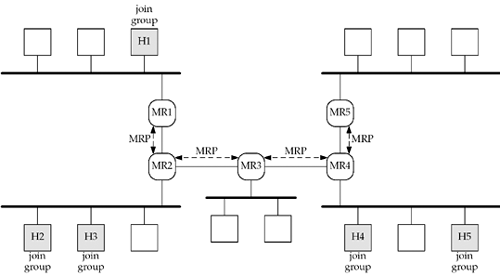 join
group
H1
MR1
MR5
MRP
MRP
MRP
MRP
MR2
MR3
MR4
H2
H3
H4
H5
join
group
join
group
join
group
join
group